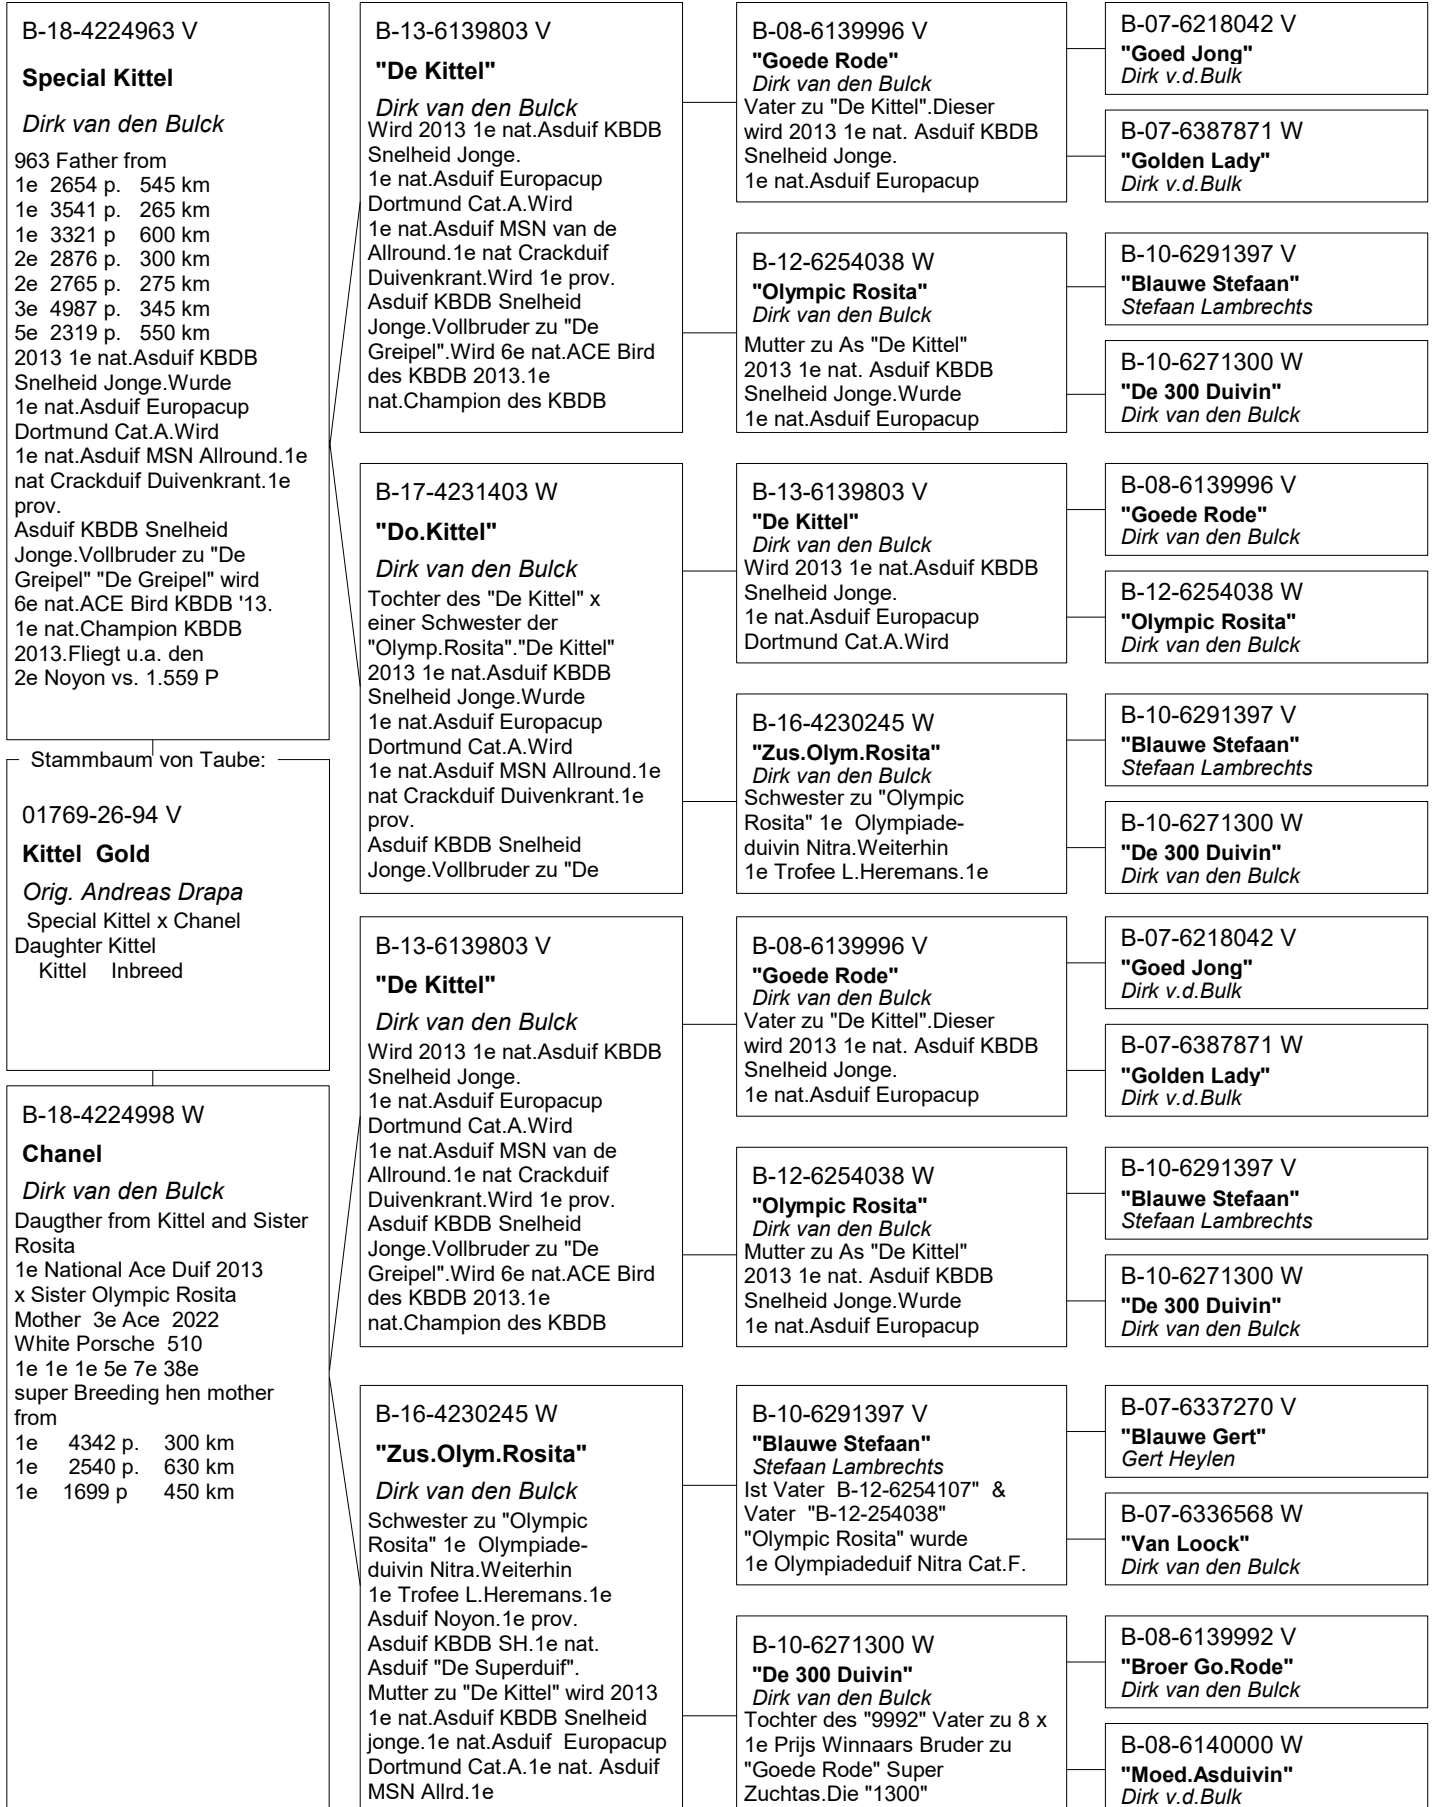 B-18-4224963 V
Special Kittel
Dirk van den Bulck
963 Father from
1e 2654 p. 545 km
1e 3541 p. 265 km
1e 3321 p 600 km
2e 2876 p. 300 km
2e 2765 p. 275 km
3e 4987 p. 345 km
5e 2319 p. 550 km
2013 1e nat.Asduif KBDB
Snelheid Jonge.Wurde
1e nat.Asduif Europacup
Dortmund Cat.A.Wird
1e nat.Asduif MSN Allround.1e
nat Crackduif Duivenkrant.1e
prov.
Asduif KBDB Snelheid
Jonge.Vollbruder zu "De
Greipel" "De Greipel" wird
6e nat.ACE Bird KBDB '13.
1e nat.Champion KBDB
2013.Fliegt u.a. den
2e Noyon vs. 1.559 P
Stammbaum von Taube:
01769-26-94 V
Kittel Gold
Orig. Andreas Drapa
Special Kittel x Chanel
Daughter Kittel
Kittel Inbreed
B-18-4224998 W
Chanel
Dirk van den Bulck
Daugther from Kittel and Sister
Rosita
1e National Ace Duif 2013
x Sister Olympic Rosita
Mother 3e Ace 2022
White Porsche 510
1e 1e 1e 5e 7e 38e
super Breeding hen mother
from
1e 4342 p. 300 km
1e 2540 p. 630 km
1e 1699 p 450 km
B-13-6139803 V
"De Kittel"
Dirk van den Bulck
Wird 2013 1e nat.Asduif KBDB
Snelheid Jonge.
1e nat.Asduif Europacup
Dortmund Cat.A.Wird
1e nat.Asduif MSN van de
Allround.1e nat Crackduif
Duivenkrant.Wird 1e prov.
Asduif KBDB Snelheid
Jonge.Vollbruder zu "De
Greipel".Wird 6e nat.ACE Bird
des KBDB 2013.1e
nat.Champion des KBDB
B-17-4231403 W
"Do.Kittel"
Dirk van den Bulck
Tochter des "De Kittel" x
einer Schwester der
"Olymp.Rosita"."De Kittel"
2013 1e nat.Asduif KBDB
Snelheid Jonge.Wurde
1e nat.Asduif Europacup
Dortmund Cat.A.Wird
1e nat.Asduif MSN Allround.1e
nat Crackduif Duivenkrant.1e
prov.
Asduif KBDB Snelheid
Jonge.Vollbruder zu "De
B-13-6139803 V
"De Kittel"
Dirk van den Bulck
Wird 2013 1e nat.Asduif KBDB
Snelheid Jonge.
1e nat.Asduif Europacup
Dortmund Cat.A.Wird
1e nat.Asduif MSN van de
Allround.1e nat Crackduif
Duivenkrant.Wird 1e prov.
Asduif KBDB Snelheid
Jonge.Vollbruder zu "De
Greipel".Wird 6e nat.ACE Bird
des KBDB 2013.1e
nat.Champion des KBDB
B-16-4230245 W
"Zus.Olym.Rosita"
Dirk van den Bulck
Schwester zu "Olympic
Rosita" 1e Olympiade-
duivin Nitra.Weiterhin
1e Trofee L.Heremans.1e
Asduif Noyon.1e prov.
Asduif KBDB SH.1e nat.
Asduif "De Superduif".
Mutter zu "De Kittel" wird 2013
1e nat.Asduif KBDB Snelheid
jonge.1e nat.Asduif Europacup
Dortmund Cat.A.1e nat. Asduif
MSN Allrd.1e
B-08-6139996 V
"Goede Rode"
Dirk van den Bulck
Vater zu "De Kittel".Dieser
wird 2013 1e nat. Asduif KBDB
Snelheid Jonge.
1e nat.Asduif Europacup
B-12-6254038 W
"Olympic Rosita"
Dirk van den Bulck
Mutter zu As "De Kittel"
2013 1e nat. Asduif KBDB
Snelheid Jonge.Wurde
1e nat.Asduif Europacup
B-13-6139803 V
"De Kittel"
Dirk van den Bulck
Wird 2013 1e nat.Asduif KBDB
Snelheid Jonge.
1e nat.Asduif Europacup
Dortmund Cat.A.Wird
B-16-4230245 W
"Zus.Olym.Rosita"
Dirk van den Bulck
Schwester zu "Olympic
Rosita" 1e Olympiade-
duivin Nitra.Weiterhin
1e Trofee L.Heremans.1e
B-08-6139996 V
"Goede Rode"
Dirk van den Bulck
Vater zu "De Kittel".Dieser
wird 2013 1e nat. Asduif KBDB
Snelheid Jonge.
1e nat.Asduif Europacup
B-12-6254038 W
"Olympic Rosita"
Dirk van den Bulck
Mutter zu As "De Kittel"
2013 1e nat. Asduif KBDB
Snelheid Jonge.Wurde
1e nat.Asduif Europacup
B-10-6291397 V
"Blauwe Stefaan"
Stefaan Lambrechts
Ist Vater B-12-6254107" &
Vater "B-12-254038"
"Olympic Rosita" wurde
1e Olympiadeduif Nitra Cat.F.
B-10-6271300 W
"De 300 Duivin"
Dirk van den Bulck
Tochter des "9992" Vater zu 8 x
1e Prijs Winnaars Bruder zu
"Goede Rode" Super
Zuchtas.Die "1300"
B-07-6218042 V
"Goed Jong"
Dirk v.d.Bulk
B-07-6387871 W
"Golden Lady"
Dirk v.d.Bulk
B-10-6291397 V
"Blauwe Stefaan"
Stefaan Lambrechts
B-10-6271300 W
"De 300 Duivin"
Dirk van den Bulck
B-08-6139996 V
"Goede Rode"
Dirk van den Bulck
B-12-6254038 W
"Olympic Rosita"
Dirk van den Bulck
B-10-6291397 V
"Blauwe Stefaan"
Stefaan Lambrechts
B-10-6271300 W
"De 300 Duivin"
Dirk van den Bulck
B-07-6218042 V
"Goed Jong"
Dirk v.d.Bulk
B-07-6387871 W
"Golden Lady"
Dirk v.d.Bulk
B-10-6291397 V
"Blauwe Stefaan"
Stefaan Lambrechts
B-10-6271300 W
"De 300 Duivin"
Dirk van den Bulck
B-07-6337270 V
"Blauwe Gert"
Gert Heylen
B-07-6336568 W
"Van Loock"
Dirk van den Bulck
B-08-6139992 V
"Broer Go.Rode"
Dirk van den Bulck
B-08-6140000 W
"Moed.Asduivin"
Dirk v.d.Bulk